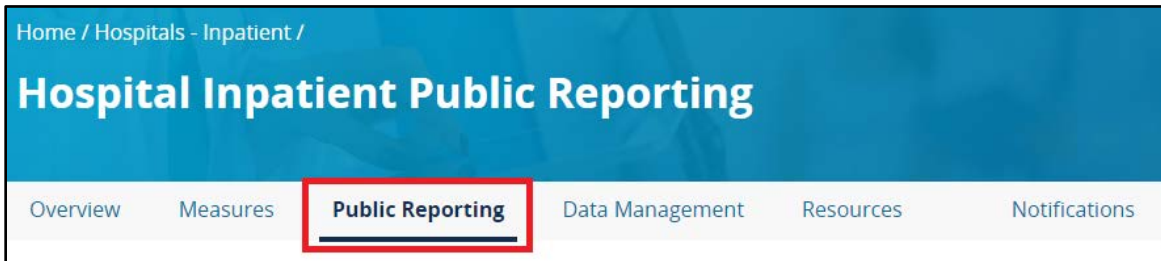 Home / Hospitals - Inpatient /
Hospital Inpatient Public Reporting
Overview Measures Public Reporting Data Management Resources Notifications